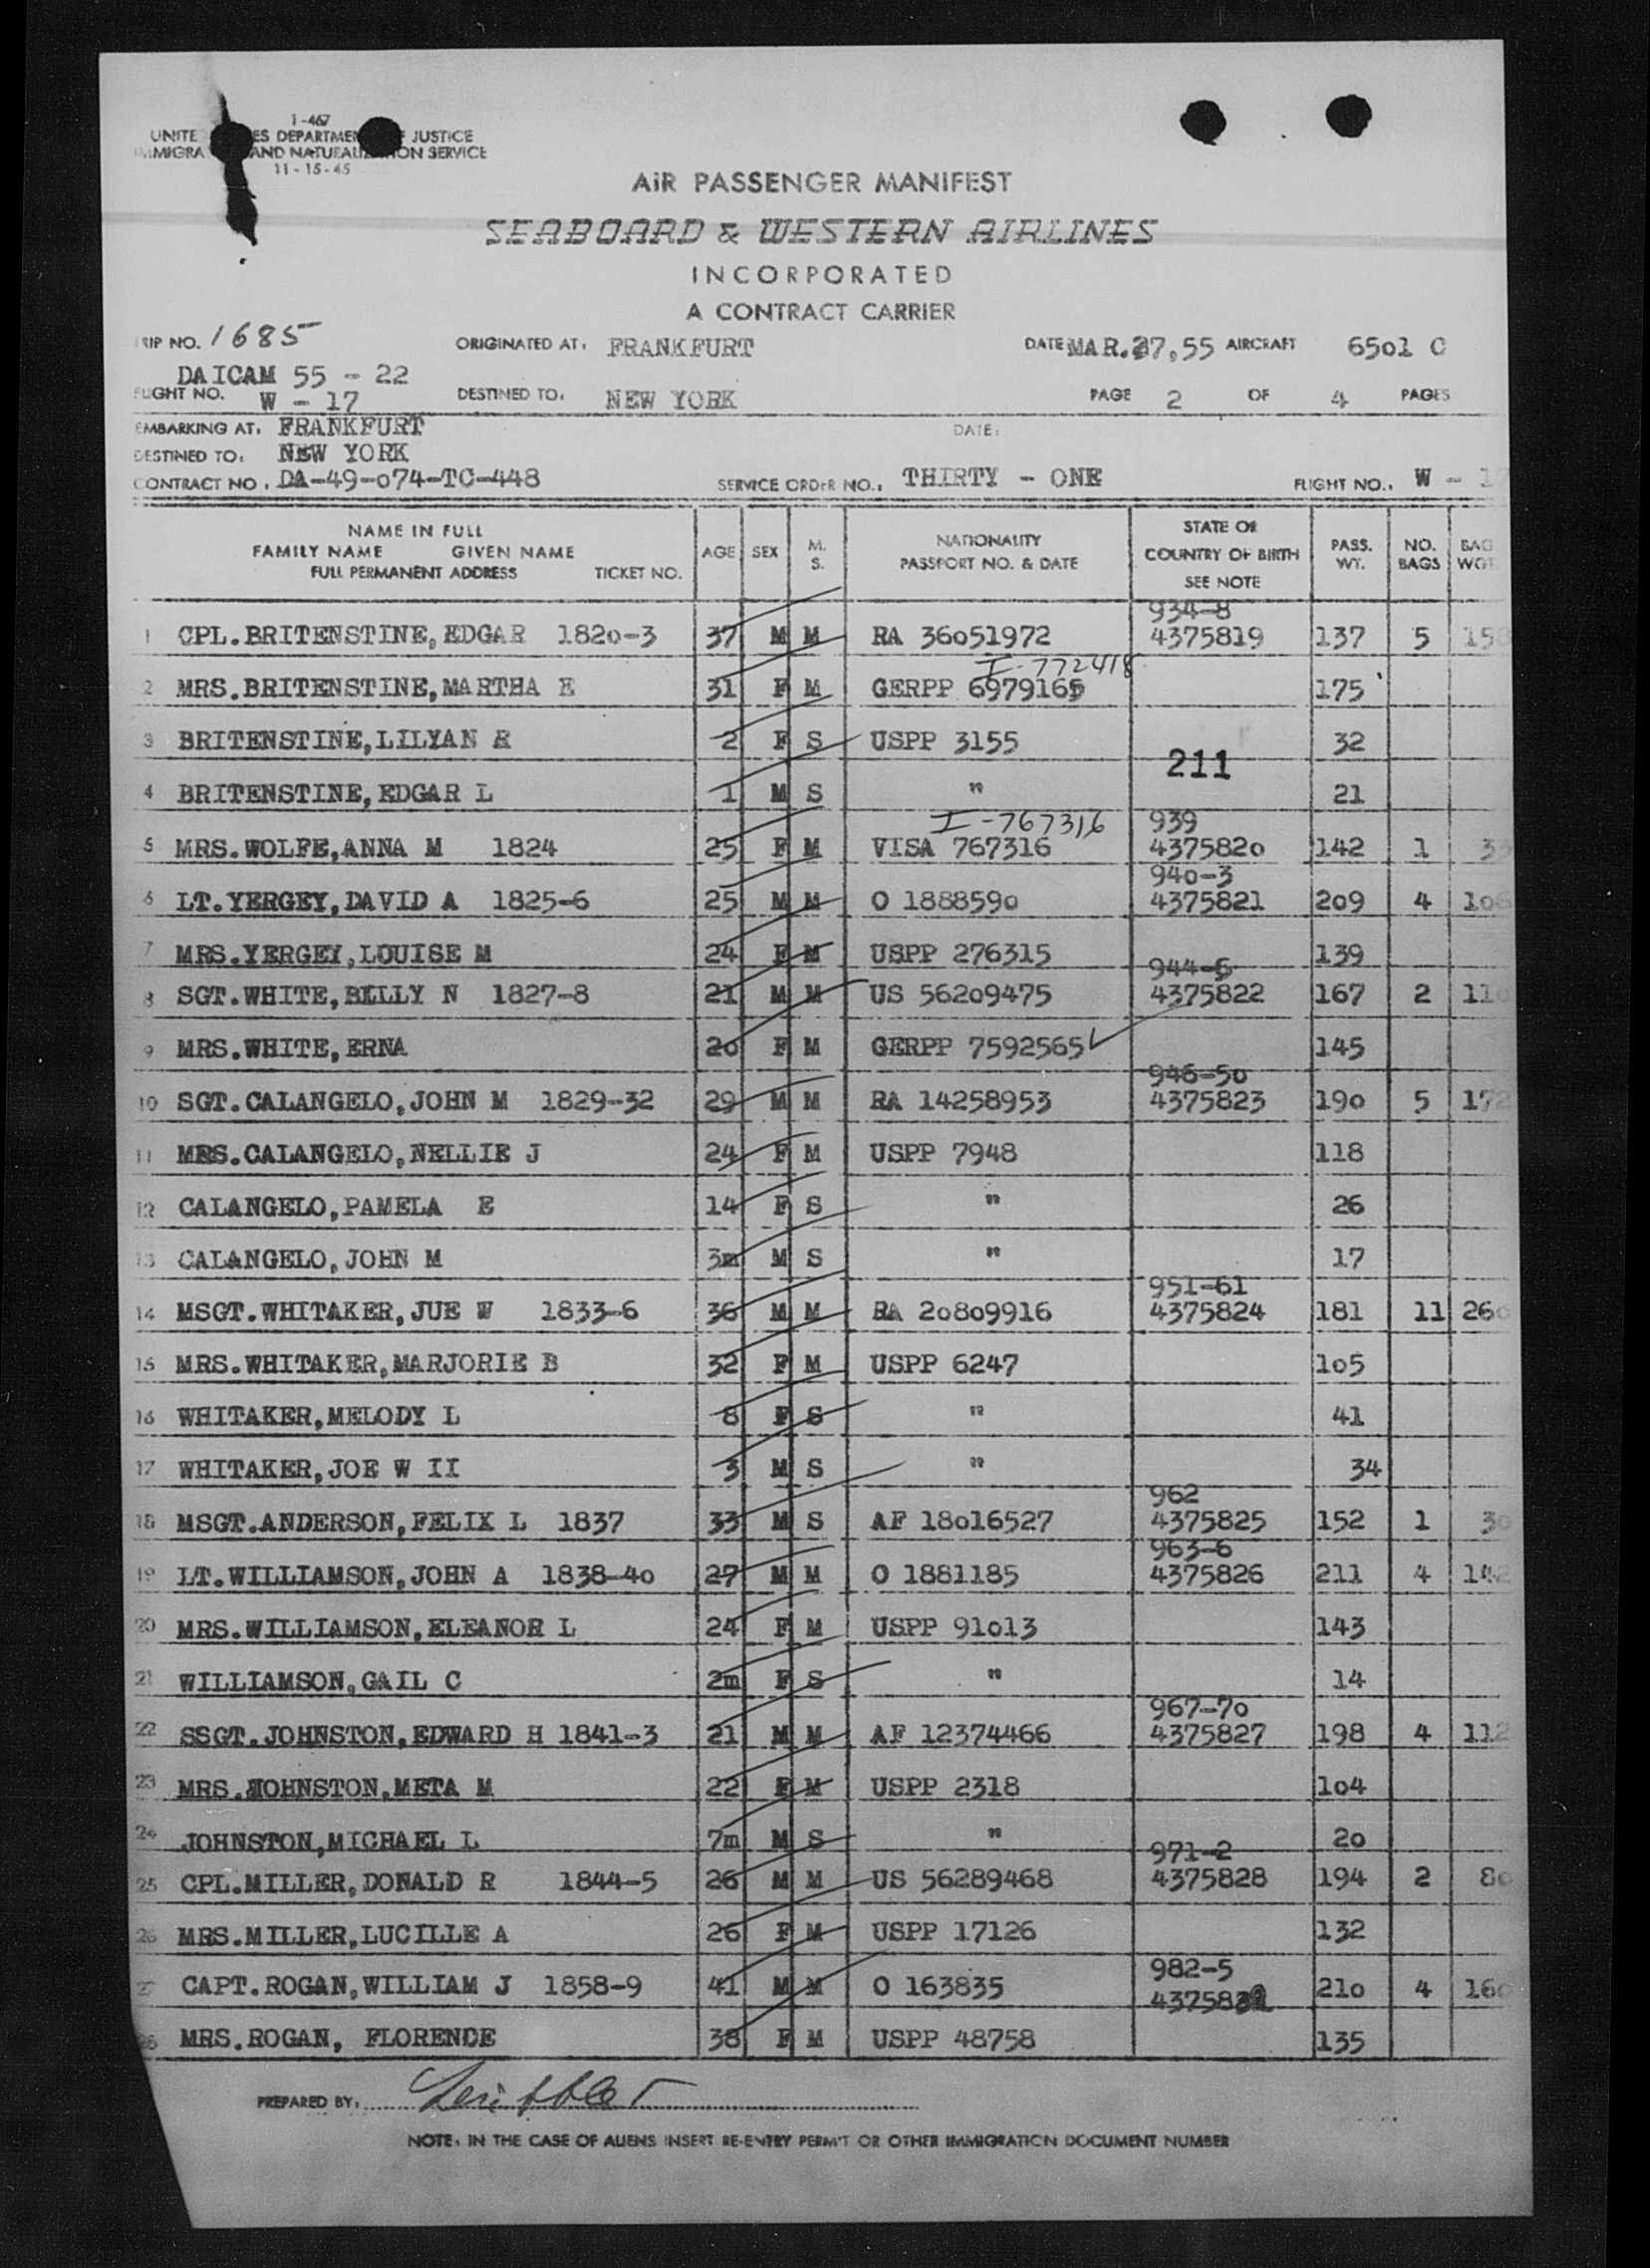 I-467
UNITE ES DEPARTMEN F JUSTICE
IMMIGRA AND NATURALIZATION SERVICE
11-15-45
AIR PASSENGER MANIFEST
SEABOARD & WESTERN AIRLINES
INCORPORATED
A CONTRACT CARRIER
RIP NO. 1685 ORIGINATED AT: FRANKFURT DATE MAR.27,55 AIRCRAFT 6501 C
DAICAM 55 - 22
FLIGHT NO. W - 17 DESTINED TO: NEW YORK PAGE 2 OF 4 PAGES
EMBARKING AT: FRANKFURT DATE:
DESTINED TO: NEW YORK
CONTRACT NO. DA-49-074-TC-448 SERVICE ORDER NO.: THIRTY - ONE FLIGHT NO.: W - 17
NAME IN FULL
FAMILY NAME GIVEN NAME
FULL PERMANENT ADDRESS TICKET NO.
AGE SEX M. S.
NATIONALITY
PASSPORT NO. & DATE
STATE OR
COUNTRY OF BIRTH
SEE NOTE
PASS. WT. NO. BAGS BAG WGT.
934-8
1 CPL.BRITENSTINE,EDGAR 1820-3 37 M M RA 36051972 4375819 137 5 158
I-772418
2 MRS.BRITENSTINE,MARTHA E 31 F M GERPP 6979165 175
3 BRITENSTINE,LILYAN R 2 F S USPP 3155 32
211
4 BRITENSTINE,EDGAR L 1 M S " 21
I-767316 939
5 MRS.WOLFE,ANNA M 1824 25 F M VISA 767316 4375820 142 1 33
940-3
6 LT.YERGEY,DAVID A 1825-6 25 M M O 1888590 4375821 209 4 106
7 MRS.YERGEY,LOUISE M 24 F M USPP 276315 139
944-5
8 SGT.WHITE,BILLY N 1827-8 21 M M US 56209475 4375822 167 2 110
9 MRS.WHITE,ERNA 20 F M GERPP 7592565 145
946-50
10 SGT.CALANGELO,JOHN M 1829-32 29 M M RA 14258953 4375823 190 5 172
11 MRS.CALANGELO,NELLIE J 24 F M USPP 7948 118
12 CALANGELO,PAMELA E 14 F S " 26
13 CALANGELO,JOHN M 3m M S " 17
951-61
14 MSGT.WHITAKER,JUE W 1833-6 36 M M RA 20809916 4375824 181 11 260
15 MRS.WHITAKER,MARJORIE B 32 F M USPP 6247 105
16 WHITAKER,MELODY L 8 F S " 41
17 WHITAKER,JOE W II 3 M S " 34
962
18 MSGT.ANDERSON,FELIX L 1837 33 M S AF 18016527 4375825 152 1 30
963-6
19 LT.WILLIAMSON,JOHN A 1838-40 27 M M O 1881185 4375826 211 4 142
20 MRS.WILLIAMSON,ELEANOR L 24 F M USPP 91013 143
21 WILLIAMSON,GAIL C 2m F S " 14
967-70
22 SSGT.JOHNSTON,EDWARD H 1841-3 21 M M AF 12374466 4375827 198 4 112
23 MRS.JOHNSTON,META M 22 F M USPP 2318 104
24 JOHNSTON,MICHAEL L 7m M S " 20
971-2
25 CPL.MILLER,DONALD R 1844-5 26 M M US 56289468 4375828 194 2 80
26 MRS.MILLER,LUCILLE A 26 F M USPP 17126 132
982-5
27 CAPT.ROGAN,WILLIAM J 1858-9 41 M M O 163835 210 4 160
28 MRS.ROGAN, FLORENCE 38 F M USPP 48758 135
PREPARED BY:
NOTE: IN THE CASE OF ALIENS INSERT RE-ENTRY PERMIT OR OTHER IMMIGRATION DOCUMENT NUMBER